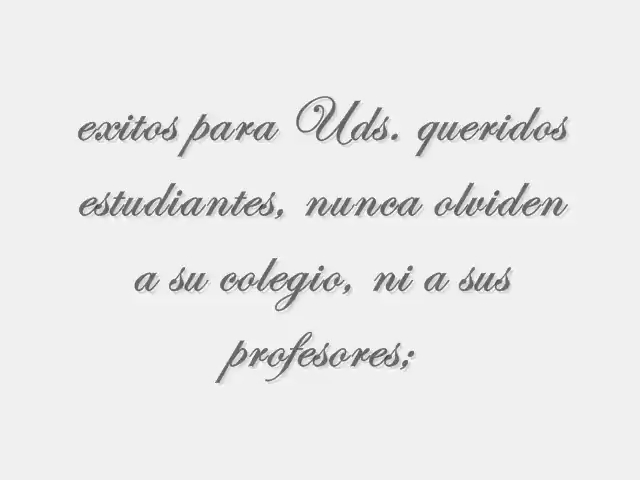 exitos para Uds. queridos
estudiantes, nunca olviden
a su colegio, ni a sus
profesores;